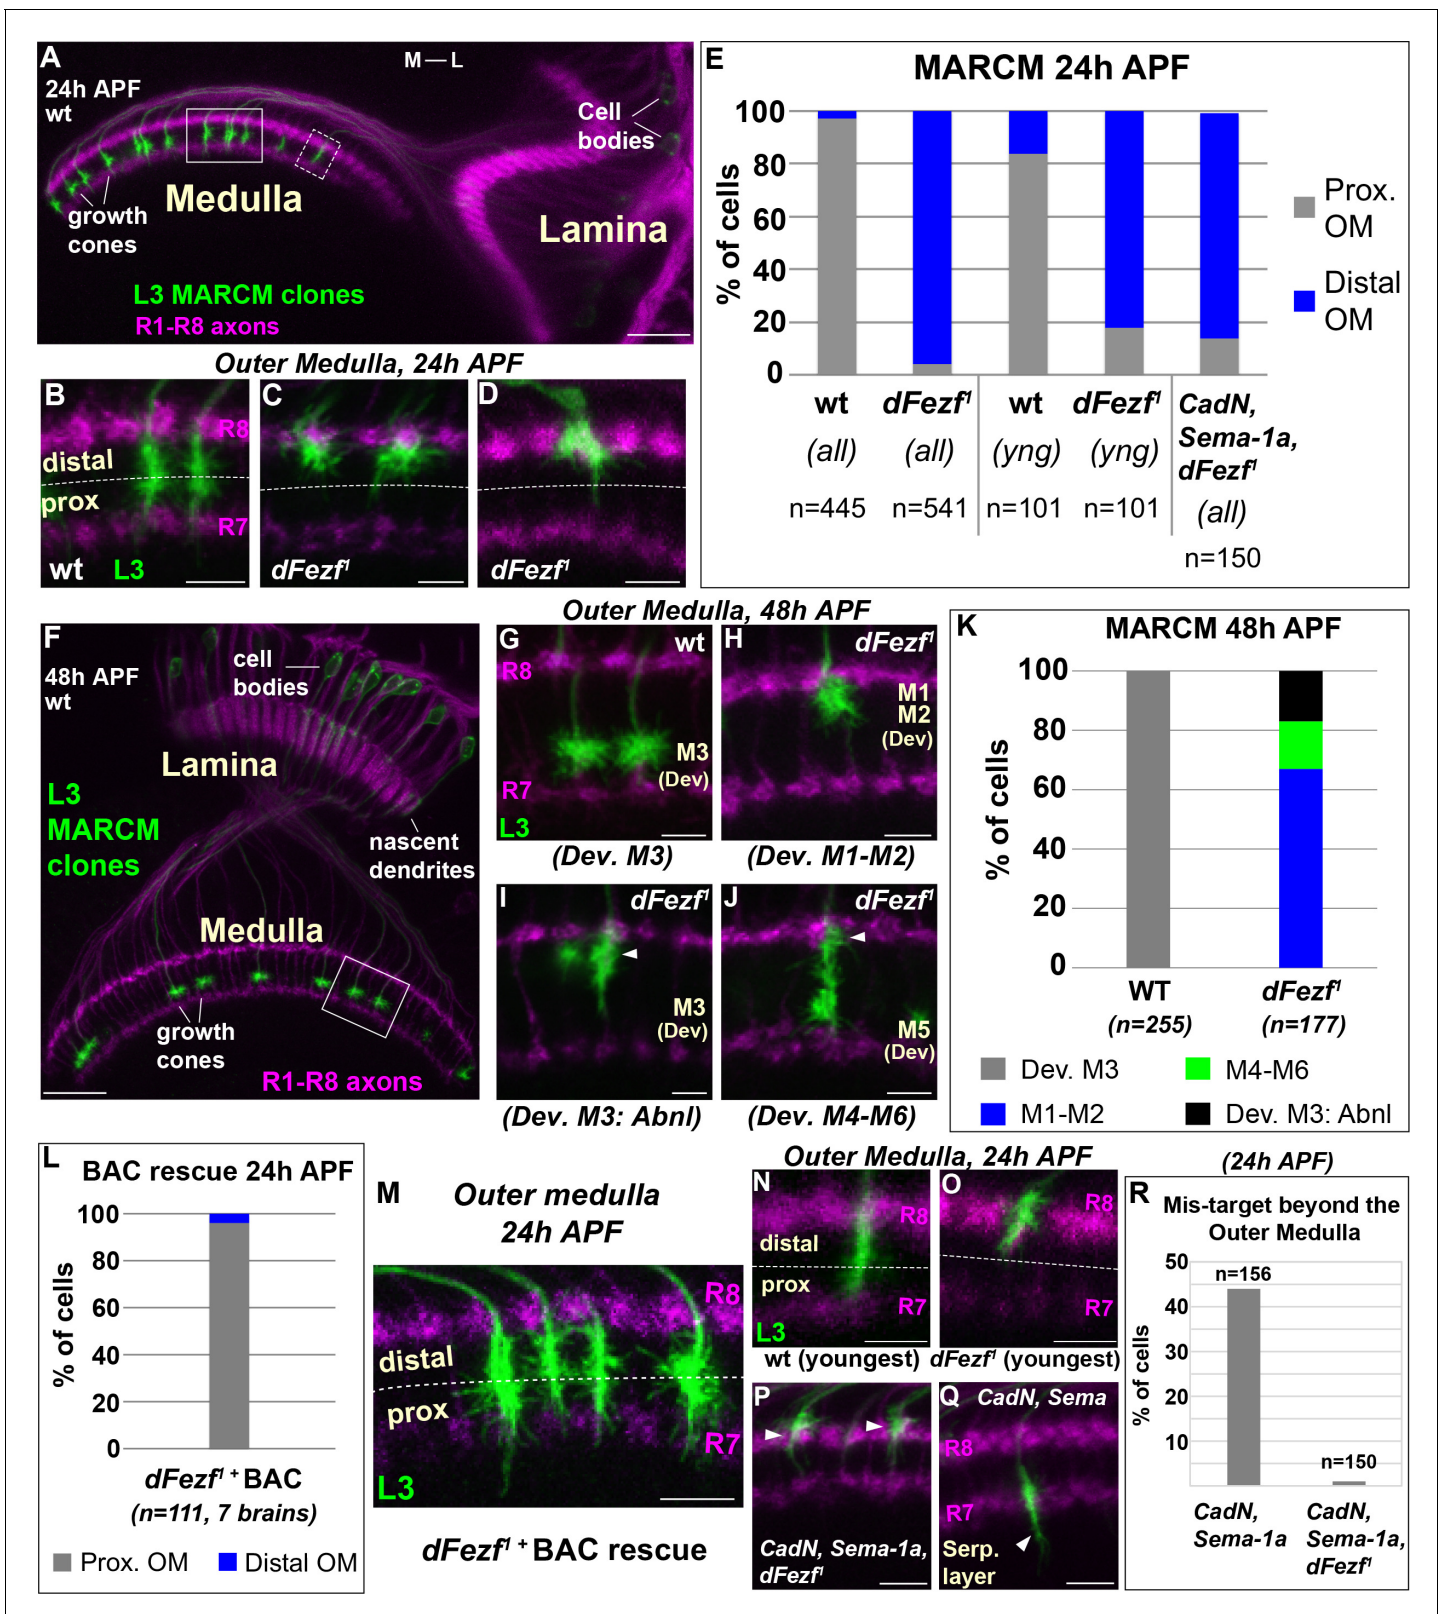 A
24h APF
wt
M — L
Cell
bodies
growth
cones
Medulla
Lamina
L3 MARCM clones
R1-R8 axons
Outer Medulla, 24h APF
B
R8
distal
prox
R7
wt
L3
C
dFezf¹
D
dFezf¹
E
MARCM 24h APF
% of cells
100
80
60
40
20
0
Prox.
OM
Distal
OM
wt
(all)
n=445
dFezf¹
(all)
n=541
wt
(yng)
n=101
dFezf¹
(yng)
n=101
CadN,
Sema-1a,
dFezf¹
(all)
n=150
F
48h APF
wt
cell
bodies
Lamina
L3
MARCM
clones
nascent
dendrites
Medulla
growth
cones
R1-R8 axons
Outer Medulla, 48h APF
G
wt
R8
M3
(Dev)
R7
L3
(Dev. M3)
H
dFezf¹
M1
M2
(Dev)
(Dev. M1-M2)
I
dFezf¹
M3
(Dev)
(Dev. M3: Abnl)
J
dFezf¹
M5
(Dev)
(Dev. M4-M6)
K
MARCM 48h APF
% of cells
100
80
60
40
20
0
WT
(n=255)
dFezf¹
(n=177)
Dev. M3
M4-M6
M1-M2
Dev. M3: Abnl
L
BAC rescue 24h APF
% of cells
100
80
60
40
20
0
dFezf¹ + BAC
(n=111, 7 brains)
Prox. OM
Distal OM
M
Outer medulla
24h APF
R8
distal
prox
R7
L3
dFezf¹ + BAC rescue
Outer Medulla, 24h APF
N
R8
distal
prox
R7
L3
wt (youngest)
O
R8
R7
dFezf¹ (youngest)
P
CadN, Sema-1a,
dFezf¹
Q
CadN, Sema
R8
R7
Serp.
layer
(24h APF)
R
Mis-target beyond the
Outer Medulla
% of cells
50
40
30
20
10
n=156
n=150
CadN,
Sema-1a
CadN,
Sema-1a,
dFezf¹